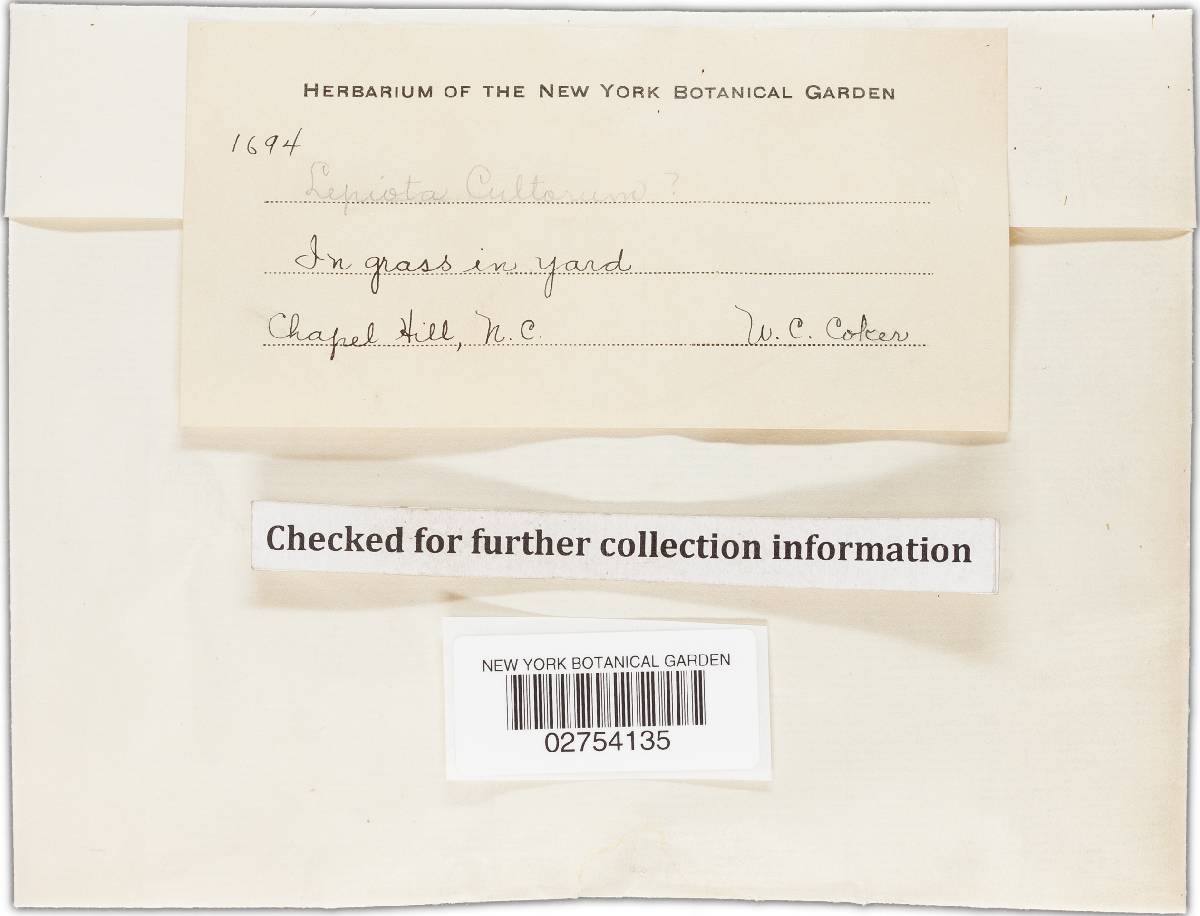 HERBARIUM OF THE NEW YORK BOTANICAL GARDEN
1694
Lepiota Cultorum ?
In grass in yard
Chapel Hill, N.C. W. C. Coker
Checked for further collection information
NEW YORK BOTANICAL GARDEN
02754135